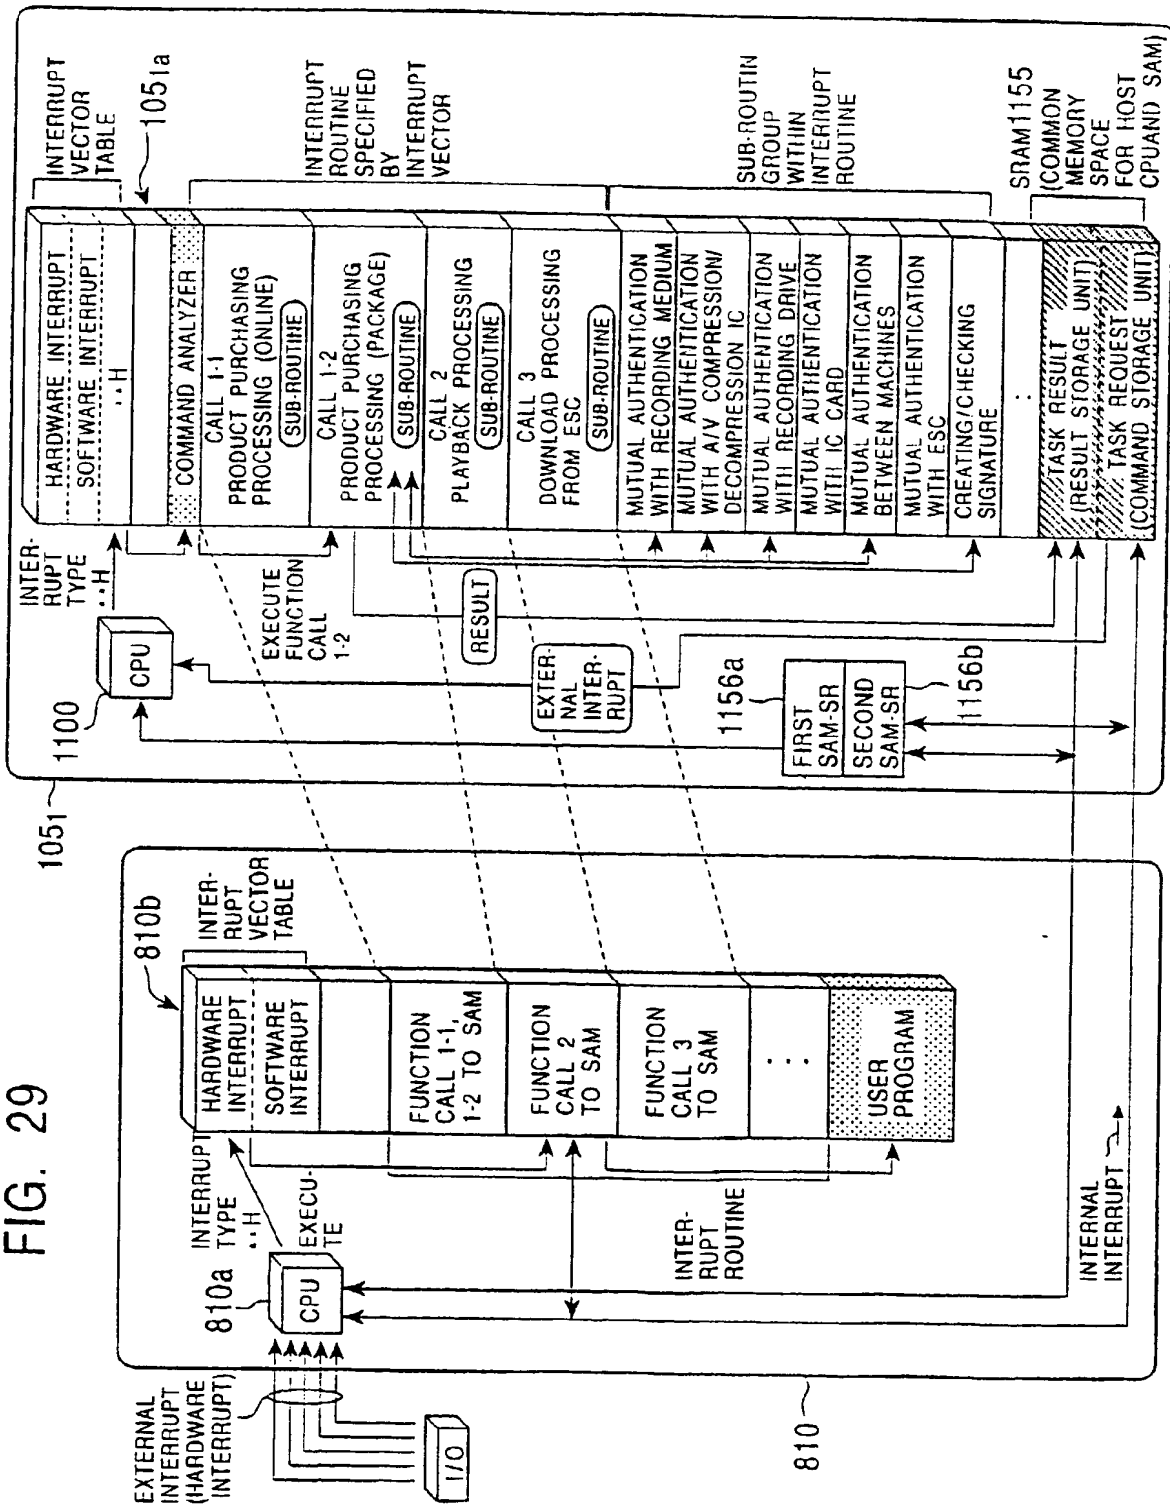 FIG. 29
EXTERNAL
INTERRUPT
(HARDWARE
INTERRUPT)
I/O
810a
CPU
INTERRUPT
TYPE
..H
EXECU-
TE
810b
INTER-
RUPT
VECTOR
TABLE
HARDWARE
INTERRUPT
SOFTWARE
INTERRUPT
FUNCTION
CALL 1-1,
1-2 TO SAM
FUNCTION
CALL 2
TO SAM
FUNCTION
CALL 3
TO SAM
...
USER
PROGRAM
INTER-
RUPT
ROUTINE
INTERNAL
INTERRUPT
810
1051
1100
CPU
INTER-
RUPT
TYPE
..H
EXECUTE
FUNCTION
CALL
1-2
RESULT
EXTER-
NAL
INTER-
RUPT
1156a
FIRST
SAM-SR
SECOND
SAM-SR
1156b
HARDWARE INTERRUPT
SOFTWARE INTERRUPT
..H
COMMAND ANALYZER
CALL 1-1
PRODUCT PURCHASING
PROCESSING (ONLINE)
SUB-ROUTINE
CALL 1-2
PRODUCT PURCHASING
PROCESSING (PACKAGE)
SUB-ROUTINE
CALL 2
PLAYBACK PROCESSING
SUB-ROUTINE
CALL 3
DOWNLOAD PROCESSING
FROM ESC
SUB-ROUTINE
MUTUAL AUTHENTICATION
WITH RECORDING MEDIUM
MUTUAL AUTHENTICATION
WITH A/V COMPRESSION/
DECOMPRESSION IC
MUTUAL AUTHENTICATION
WITH RECORDING DRIVE
MUTUAL AUTHENTICATION
WITH IC CARD
MUTUAL AUTHENTICATION
BETWEEN MACHINES
MUTUAL AUTHENTICATION
WITH ESC
CREATING/CHECKING
SIGNATURE
:
TASK RESULT
(RESULT STORAGE UNIT)
TASK REQUEST
(COMMAND STORAGE UNIT)
INTERRUPT
VECTOR
TABLE
1051a
INTERRUPT
ROUTINE
SPECIFIED
BY
INTERRUPT
VECTOR
SUB-ROUTIN
GROUP
WITHIN
INTERRUPT
ROUTINE
SRAM1155
(COMMON
MEMORY
SPACE
FOR HOST
CPUAND SAM)